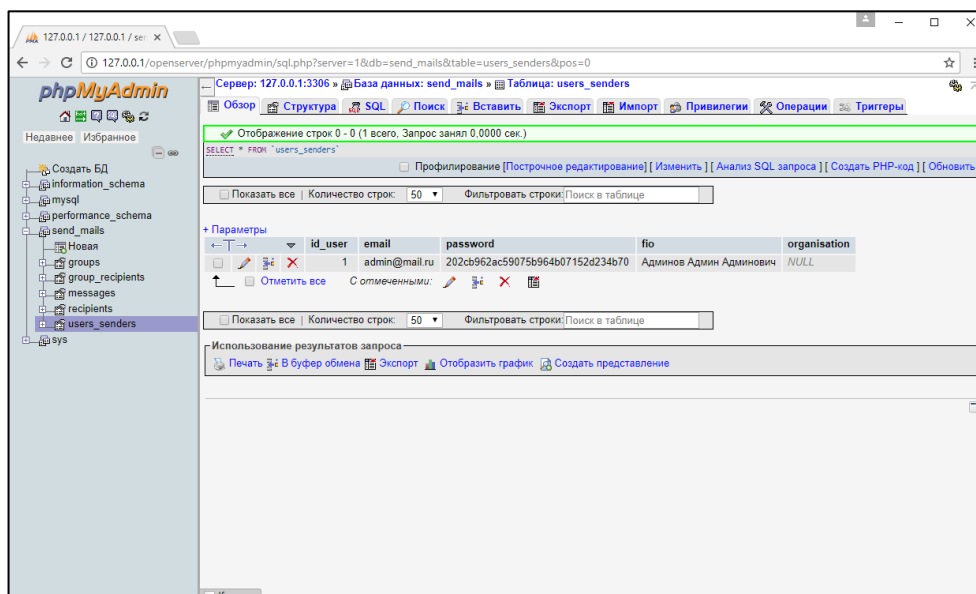 127.0.0.1 / 127.0.0.1 / ser
127.0.0.1/openserver/phpmyadmin/sql.php?server=1&db=send_mails&table=users_senders&pos=0
phpMyAdmin
Недавнее Избранное
Создать БД
information_schema
mysql
performance_schema
send_mails
Новая
groups
group_recipients
messages
recipients
users_senders
sys
Сервер: 127.0.0.1:3306 » База данных: send_mails » Таблица: users_senders
Обзор Структура SQL Поиск Вставить Экспорт Импорт Привилегии Операции Триггеры
Отображение строк 0 - 0 (1 всего, Запрос занял 0,0000 сек.)
SELECT * FROM `users_senders`
Профилирование [Построчное редактирование] [ Изменить ] [ Анализ SQL запроса ] [ Создать PHP-код ] [ Обновить
Показать все | Количество строк: 50 Фильтровать строки: Поиск в таблице
+ Параметры
id_user email password fio organisation
1 admin@mail.ru 202cb962ac59075b964b07152d234b70 Админов Админ Админович NULL
Отметить все С отмеченными:
Показать все | Количество строк: 50 Фильтровать строки: Поиск в таблице
Использование результатов запроса
Печать В буфер обмена Экспорт Отобразить график Создать представление